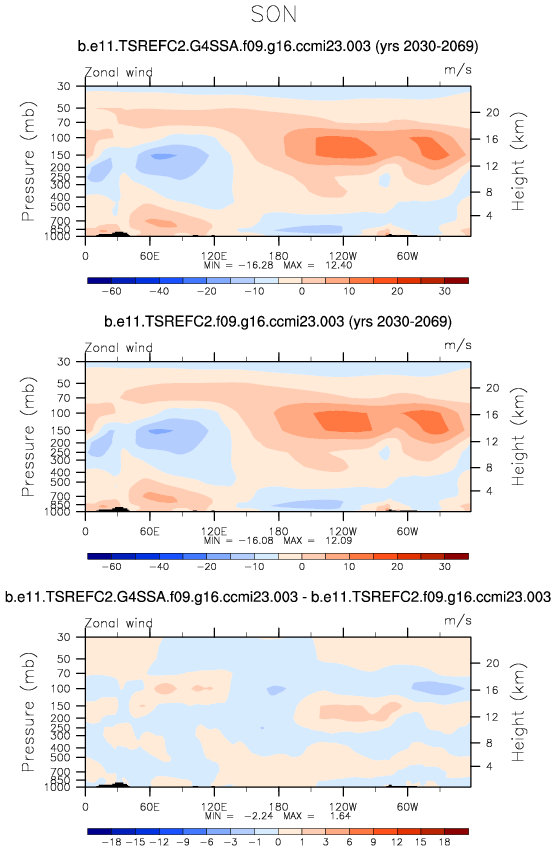 SON
b.e11.TSREFC2.G4SSA.f09.g16.ccmi23.003 (yrs 2030-2069)
Zonal wind m/s
Pressure (mb)
30
50
70
100
150
200
250
300
400
500
700
850
1000
Height (km)
20
16
12
8
4
0 60E 120E 180 120W 60W
MIN = -16.28 MAX = 12.40
-60 -40 -20 -10 0 10 20 30
b.e11.TSREFC2.f09.g16.ccmi23.003 (yrs 2030-2069)
Zonal wind m/s
Pressure (mb)
30
50
70
100
150
200
250
300
400
500
700
850
1000
Height (km)
20
16
12
8
4
0 60E 120E 180 120W 60W
MIN = -16.08 MAX = 12.09
-60 -40 -20 -10 0 10 20 30
b.e11.TSREFC2.G4SSA.f09.g16.ccmi23.003 - b.e11.TSREFC2.f09.g16.ccmi23.003
Zonal wind m/s
Pressure (mb)
30
50
70
100
150
200
250
300
400
500
700
850
1000
Height (km)
20
16
12
8
4
0 60E 120E 180 120W 60W
MIN = -2.24 MAX = 1.64
-18 -15 -12 -9 -6 -3 -1 0 1 3 6 9 12 15 18